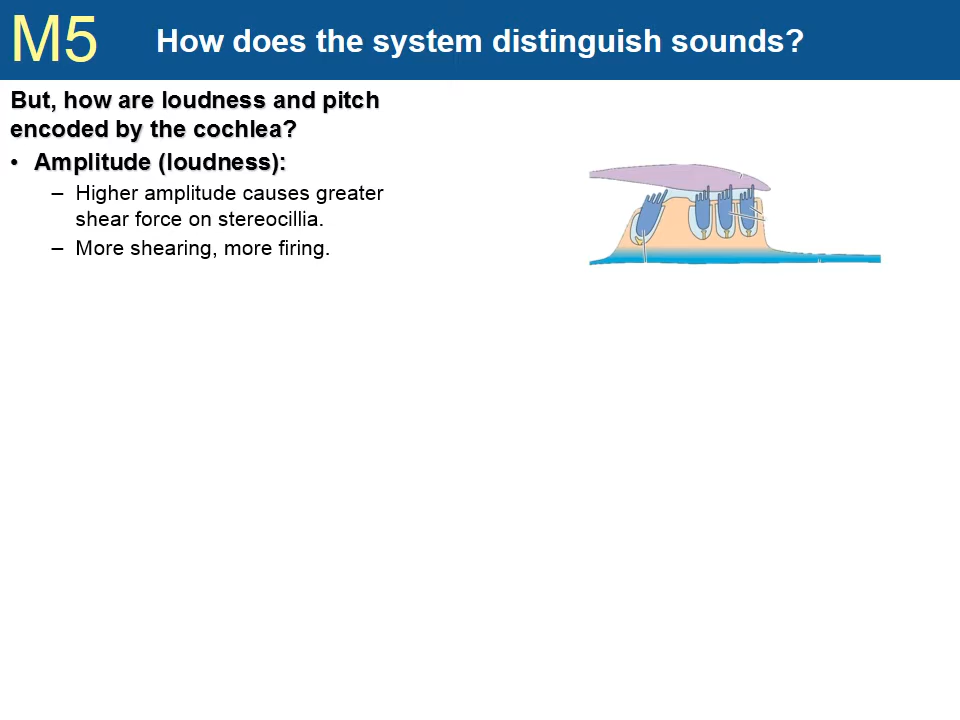 M5
How does the system distinguish sounds?
But, how are loudness and pitch
encoded by the cochlea?
• Amplitude (loudness):
– Higher amplitude causes greater
shear force on stereocillia.
– More shearing, more firing.